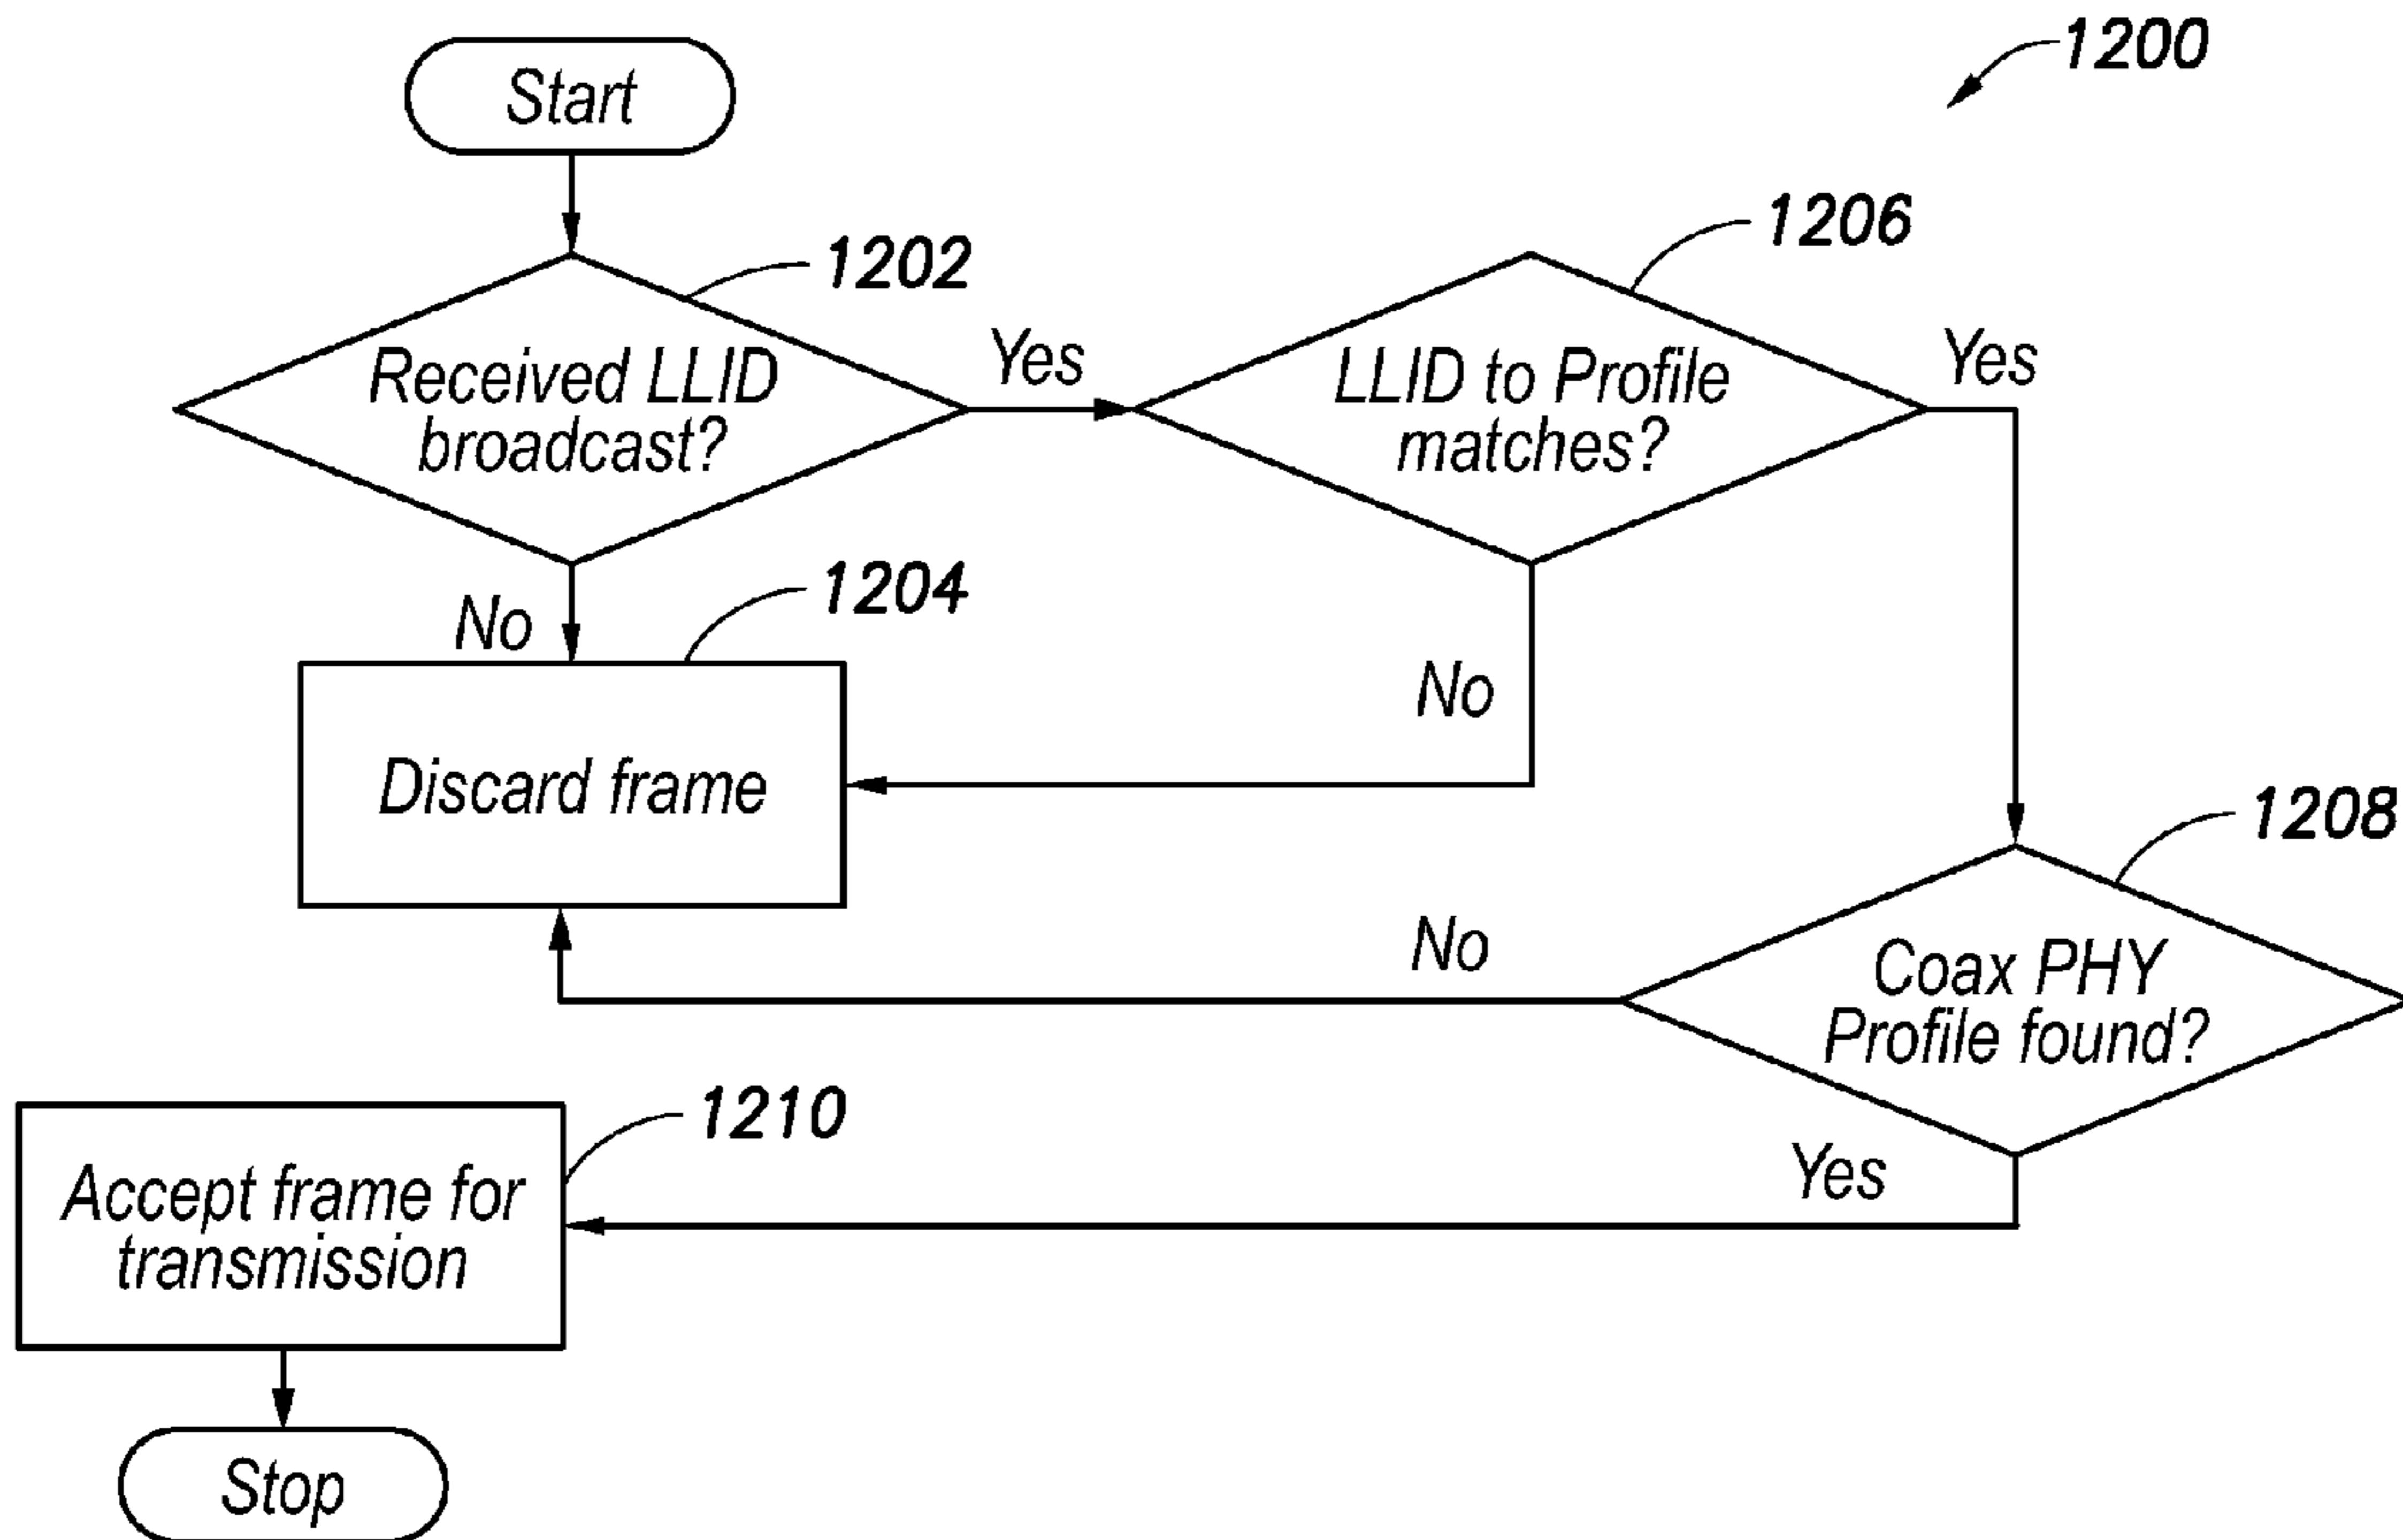 Start
1200
1202
Received LLID
broadcast?
Yes
1206
LLID to Profile
matches?
Yes
No
1204
Discard frame
No
1208
Coax PHY
Profile found?
No
Yes
1210
Accept frame for
transmission
Stop